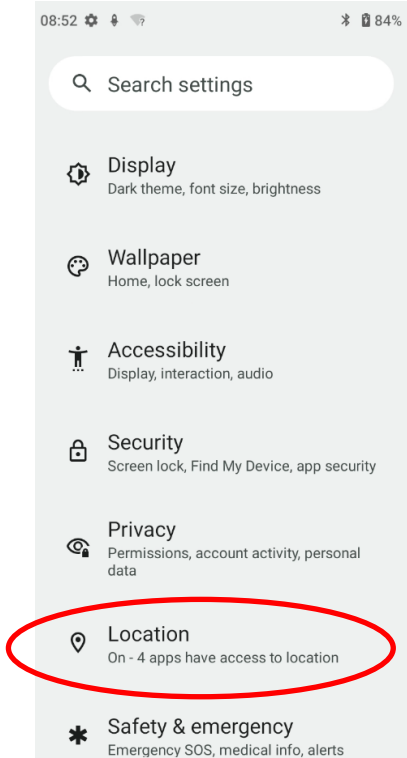 08:52 84%
Search settings
Display
Dark theme, font size, brightness
Wallpaper
Home, lock screen
Accessibility
Display, interaction, audio
Security
Screen lock, Find My Device, app security
Privacy
Permissions, account activity, personal
data
Location
On - 4 apps have access to location
Safety & emergency
Emergency SOS, medical info, alerts